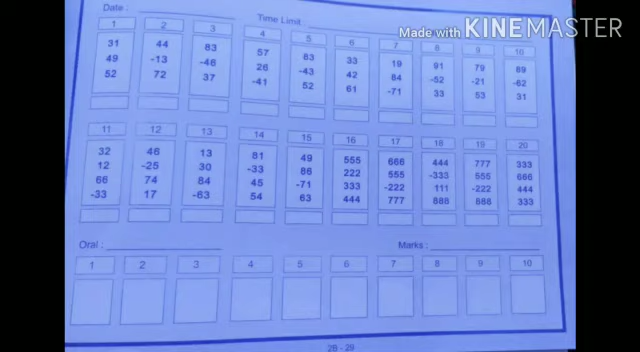 Date : ____________ Time Limit : ____________
Made with KINEMASTER
1 2 3 4 5 6 7 8 9 10
31 44 83 57 83 33 19 91 79 89
49 -13 -46 26 -43 42 84 -52 -21 -62
52 72 37 -41 52 61 -71 33 53 31
11 12 13 14 15 16 17 18 19 20
32 46 13 81 49 555 666 444 777 333
12 -25 30 -33 86 222 555 -333 555 666
66 74 84 45 -71 333 -222 111 -222 444
-33 17 -63 54 63 444 777 888 888 333
Oral : ____________ Marks : ____________
1 2 3 4 5 6 7 8 9 10
2B - 29